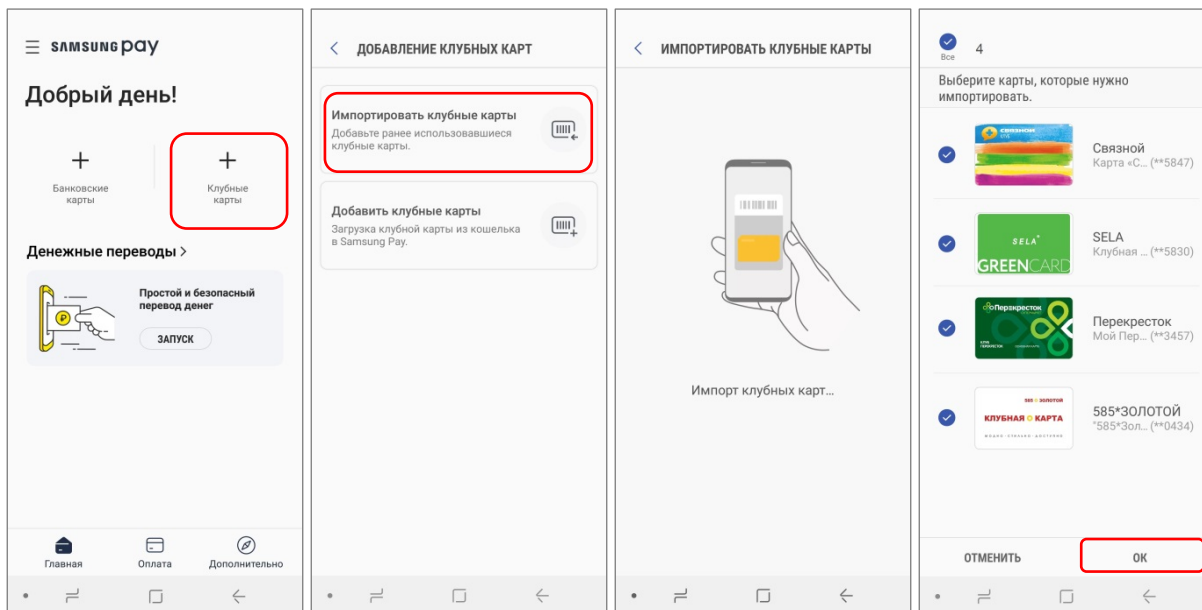 SAMSUNG pay
Добрый день!
Банковские
карты
Клубные
карты
Денежные переводы >
Простой и безопасный
перевод денег
ЗАПУСК
Главная
Оплата
Дополнительно
ДОБАВЛЕНИЕ КЛУБНЫХ КАРТ
Импортировать клубные карты
Добавьте ранее использовавшиеся
клубные карты.
Добавить клубные карты
Загрузка клубной карты из кошелька
в Samsung Pay.
ИМПОРТИРОВАТЬ КЛУБНЫЕ КАРТЫ
Импорт клубных карт...
Все
4
Выберите карты, которые нужно
импортировать.
связной
Связной
Карта «С... (**5847)
SELA
GREENCARD
SELA
Клубная ... (**5830)
Перекресток
Перекресток
Мой Пер... (**3457)
585 ЗОЛОТОЙ
КЛУБНАЯ КАРТА
585*ЗОЛОТОЙ
"585*Зол... (**0434)
ОТМЕНИТЬ
ОК